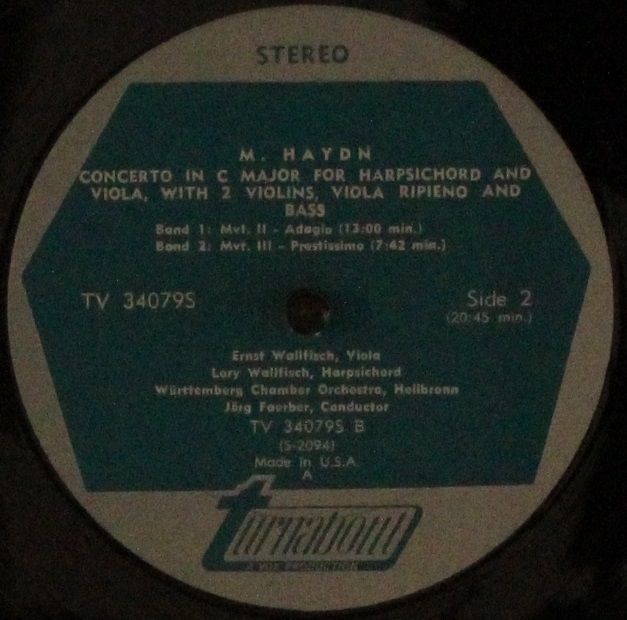 STEREO
M. HAYDN
CONCERTO IN C MAJOR FOR HARPSICHORD AND
VIOLA, WITH 2 VIOLINS, VIOLA RIPIENO AND
BASS
Band 1: Mvt. II - Adagio (13:00 min.)
Band 2: Mvt. III - Prestissimo (7:42 min.)
TV 34079S
Side 2
(20:45 min.)
Ernst Wallfisch, Viola
Lory Wallfisch, Harpsichord
Württemberg Chamber Orchestra, Heilbronn
Jörg Faerber, Conductor
TV 34079S B
(S-2094)
Made in U.S.A.
A
turnabout
A VOX PRODUCTION